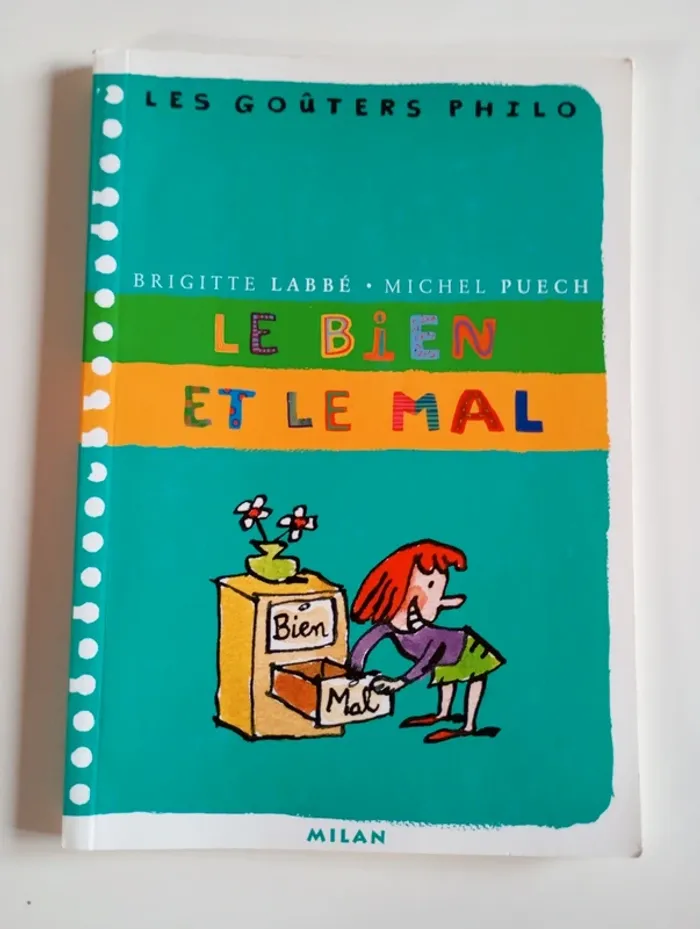 LES GOÛTERS PHILO
BRIGITTE LABBÉ • MICHEL PUECH
LE BiEN
ET LE MAL
Bien
Mal
MILAN